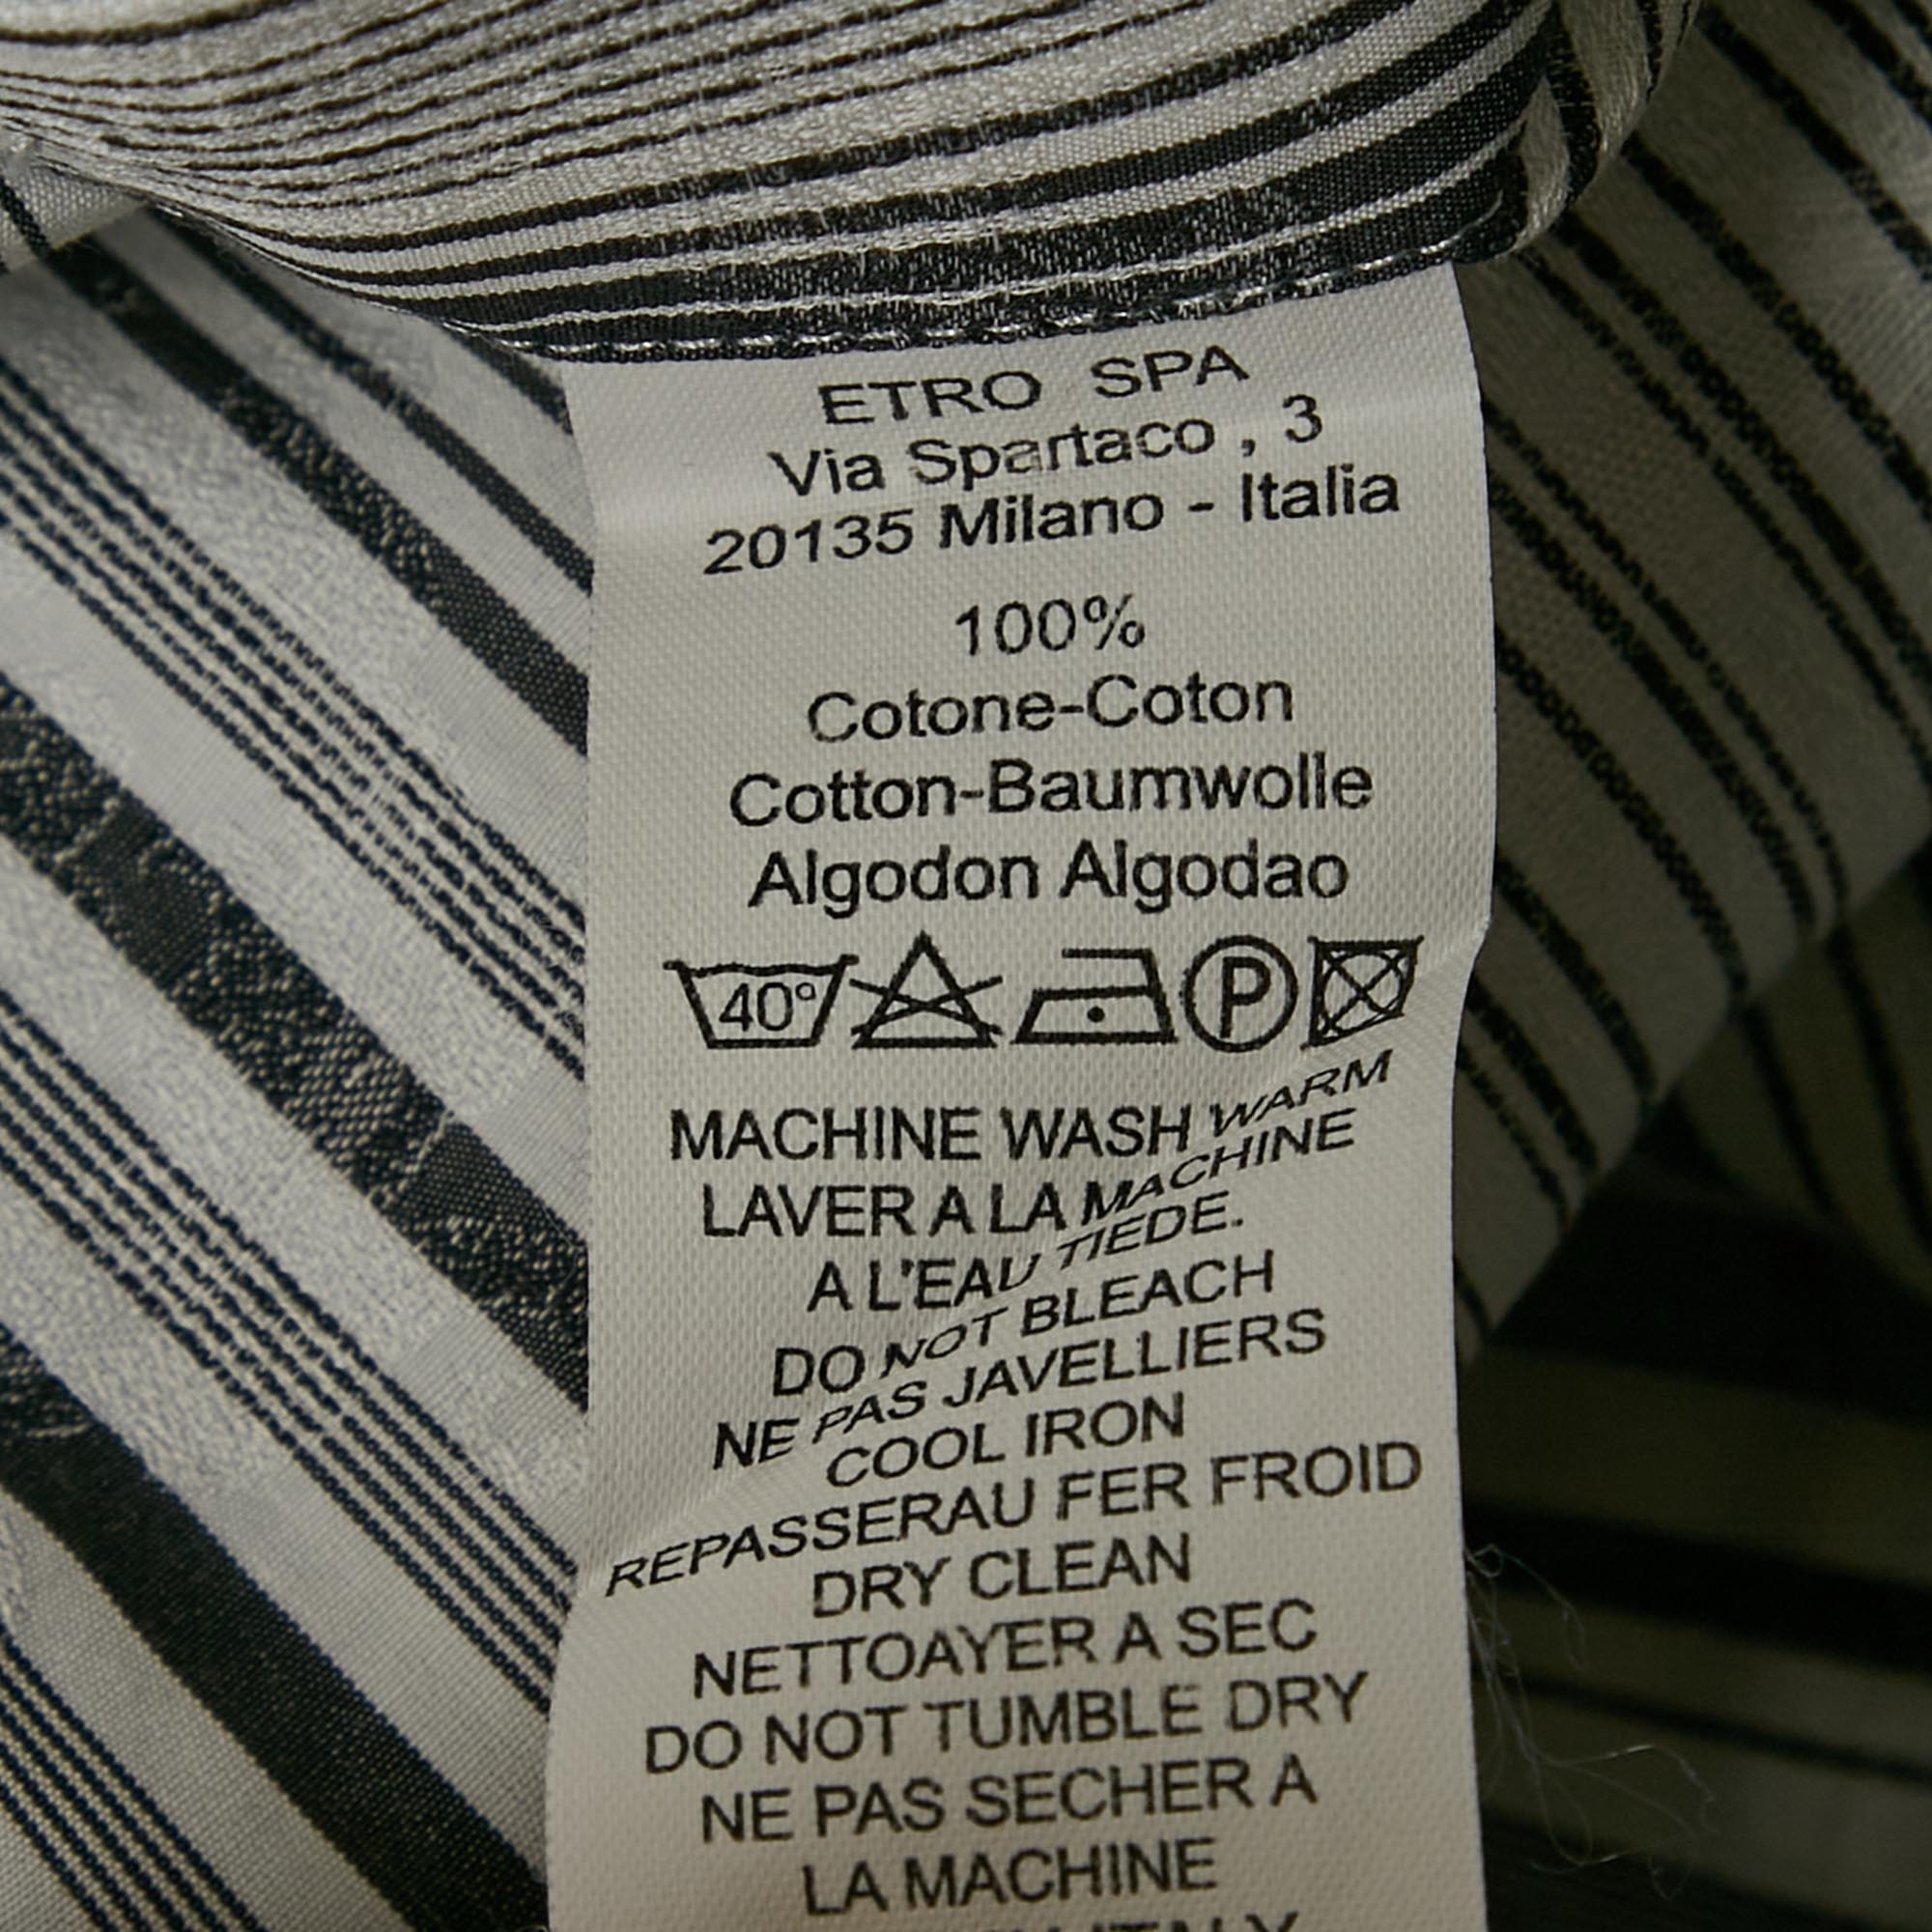 ETRO SPA
Via Spartaco , 3
20135 Milano - Italia
100%
Cotone-Coton
Cotton-Baumwolle
Algodon Algodao
40° P
MACHINE WASH WARM
LAVER A LA MACHINE
A L'EAU TIEDE.
DO NOT BLEACH
NE PAS JAVELLIERS
COOL IRON
REPASSERAU FER FROID
DRY CLEAN
NETTOAYER A SEC
DO NOT TUMBLE DRY
NE PAS SECHER A
LA MACHINE